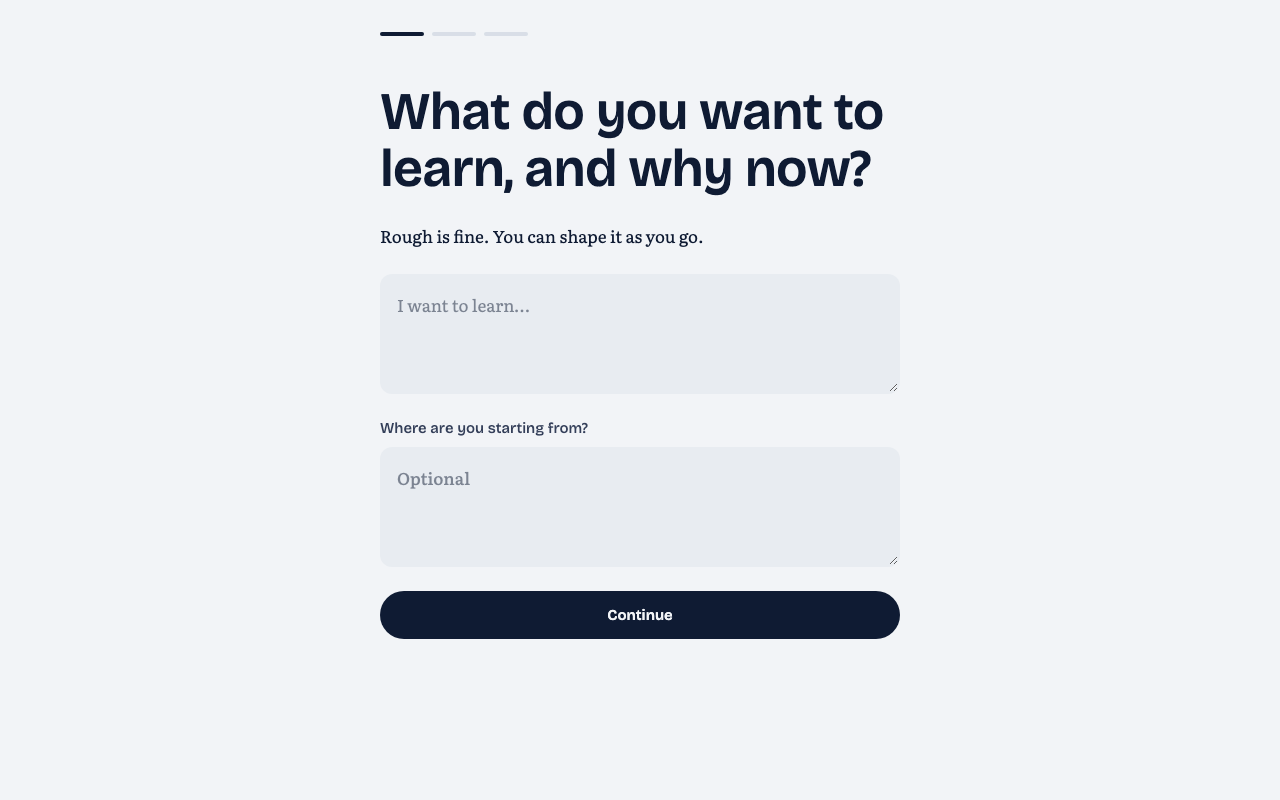 What do you want to
learn, and why now?
Rough is fine. You can shape it as you go.
I want to learn...
Where are you starting from?
Optional
Continue